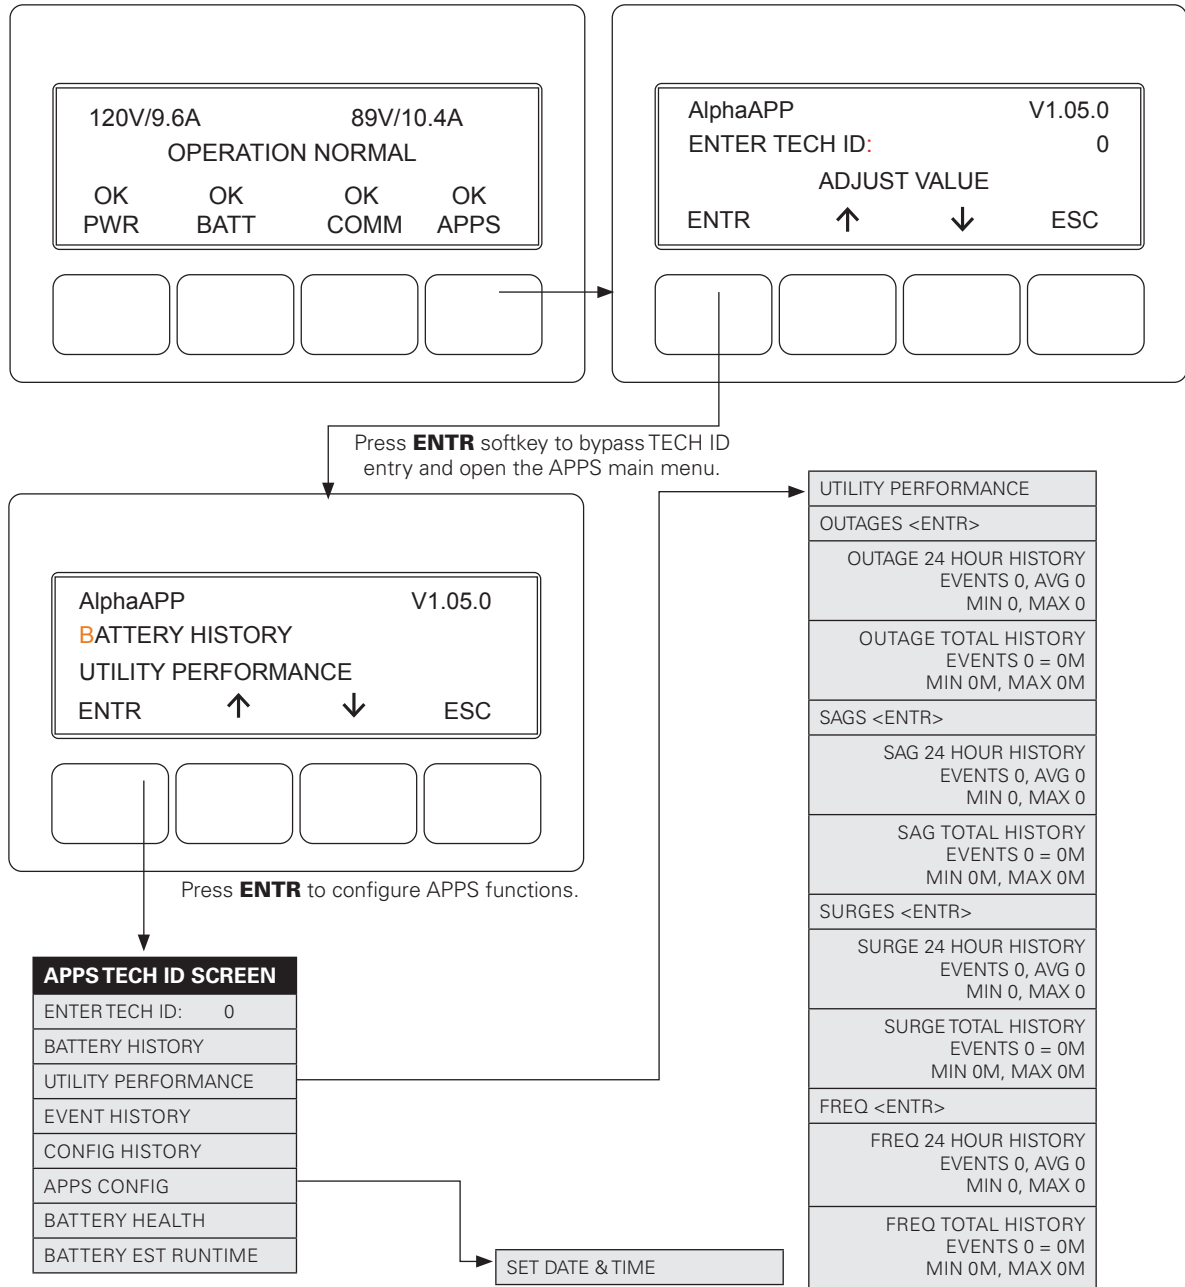 120V/9.6A 89V/10.4A
OPERATION NORMAL
OK OK OK OK
PWR BATT COMM APPS
AlphaAPP V1.05.0
ENTER TECH ID: 0
ADJUST VALUE
ENTR ↑ ↓ ESC
Press ENTR softkey to bypass TECH ID
entry and open the APPS main menu.
AlphaAPP V1.05.0
BATTERY HISTORY
UTILITY PERFORMANCE
ENTR ↑ ↓ ESC
Press ENTR to configure APPS functions.
APPS TECH ID SCREEN
ENTER TECH ID: 0
BATTERY HISTORY
UTILITY PERFORMANCE
EVENT HISTORY
CONFIG HISTORY
APPS CONFIG
BATTERY HEALTH
BATTERY EST RUNTIME
SET DATE & TIME
UTILITY PERFORMANCE
OUTAGES <ENTR>
OUTAGE 24 HOUR HISTORY
EVENTS 0, AVG 0
MIN 0, MAX 0
OUTAGE TOTAL HISTORY
EVENTS 0 = 0M
MIN 0M, MAX 0M
SAGS <ENTR>
SAG 24 HOUR HISTORY
EVENTS 0, AVG 0
MIN 0, MAX 0
SAG TOTAL HISTORY
EVENTS 0 = 0M
MIN 0M, MAX 0M
SURGES <ENTR>
SURGE 24 HOUR HISTORY
EVENTS 0, AVG 0
MIN 0, MAX 0
SURGE TOTAL HISTORY
EVENTS 0 = 0M
MIN 0M, MAX 0M
FREQ <ENTR>
FREQ 24 HOUR HISTORY
EVENTS 0, AVG 0
MIN 0, MAX 0
FREQ TOTAL HISTORY
EVENTS 0 = 0M
MIN 0M, MAX 0M